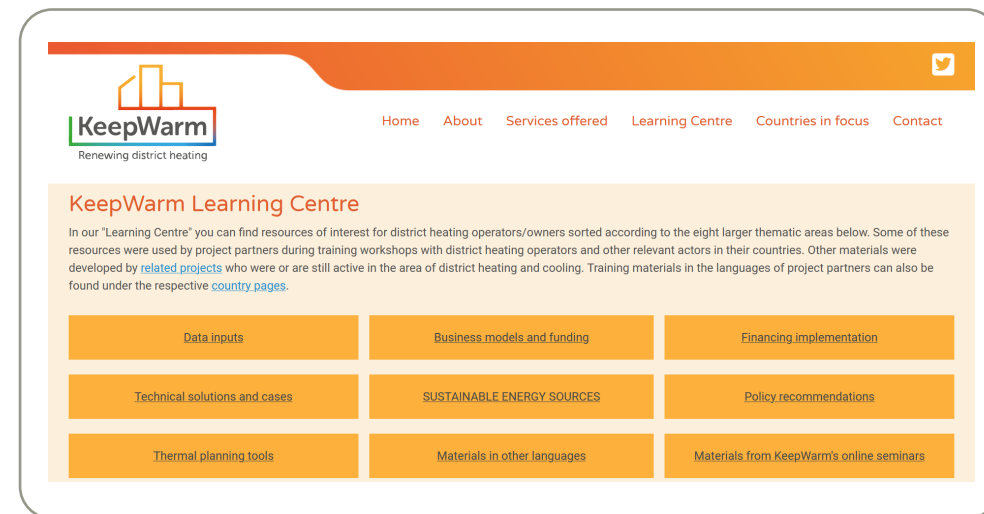 KeepWarm
Renewing district heating
Home About Services offered Learning Centre Countries in focus Contact
KeepWarm Learning Centre
In our "Learning Centre" you can find resources of interest for district heating operators/owners sorted according to the eight larger thematic areas below. Some of these
resources were used by project partners during training workshops with district heating operators and other relevant actors in their countries. Other materials were
developed by related projects who were or are still active in the area of district heating and cooling. Training materials in the languages of project partners can also be
found under the respective country pages.
Data inputs Business models and funding Financing implementation
Technical solutions and cases SUSTAINABLE ENERGY SOURCES Policy recommendations
Thermal planning tools Materials in other languages Materials from KeepWarm's online seminars